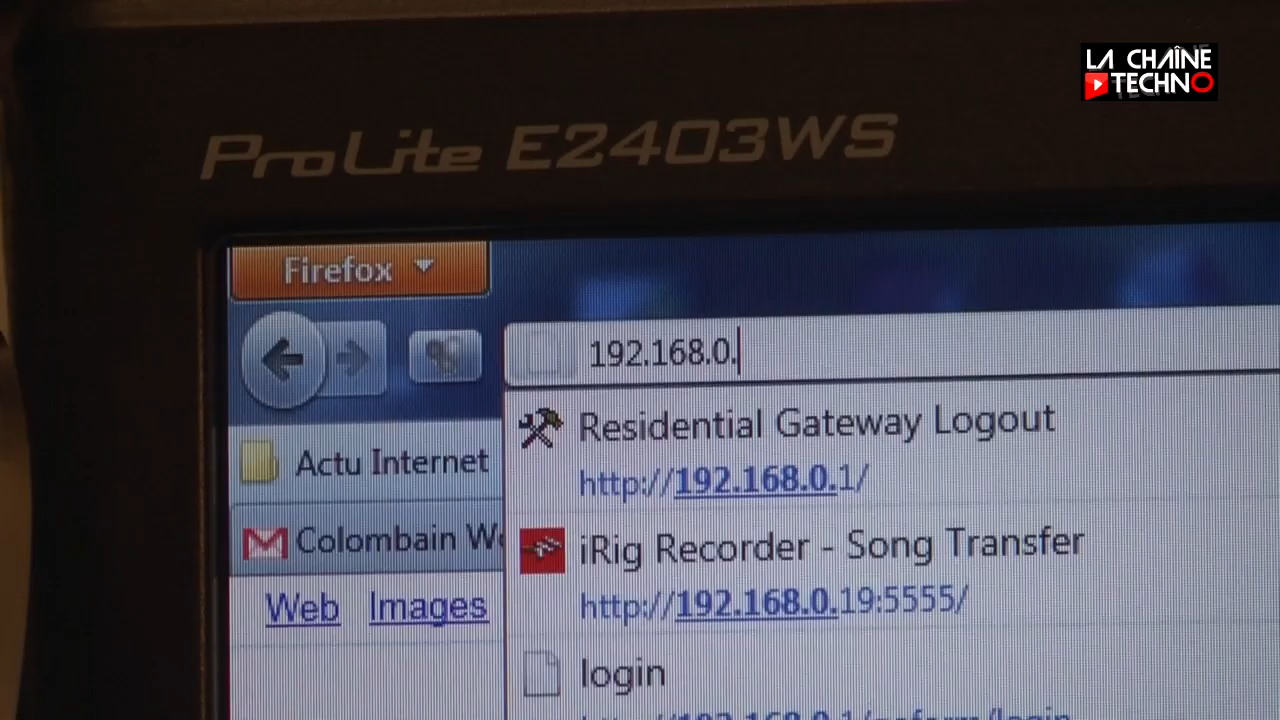 LA CHAÎNE
TECHNO
ProLite E2403WS
Firefox
192.168.0.
Residential Gateway Logout
http://192.168.0.1/
Actu Internet
iRig Recorder - Song Transfer
Colombain
http://192.168.0.19:5555/
Web Images
login